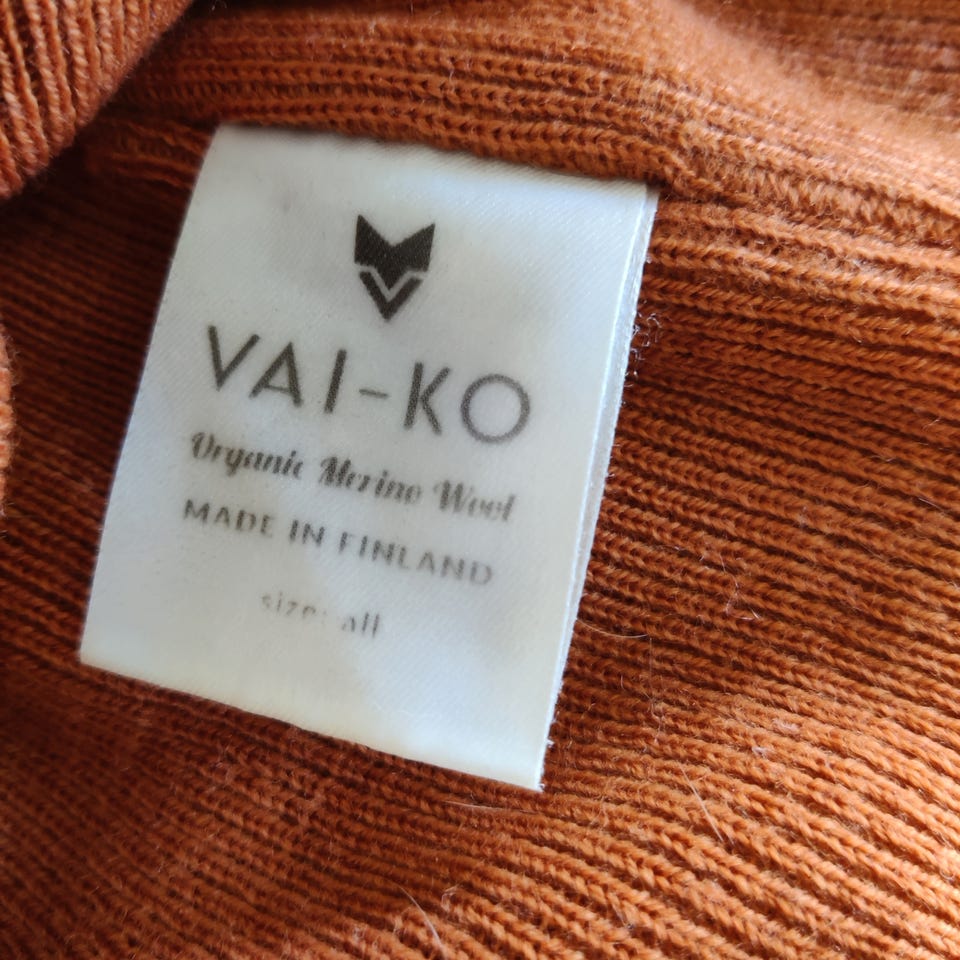 VAI-KO
Organic Merino Wool
MADE IN FINLAND
size: all